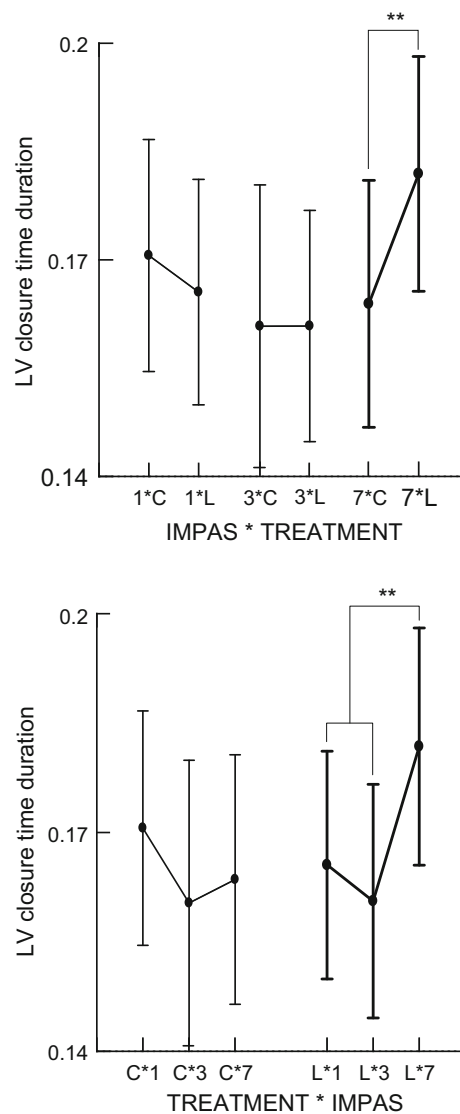 **
0.2
LV closure time duration
0.17
0.14
1*C 1*L 3*C 3*L 7*C 7*L
IMPAS * TREATMENT
**
0.2
LV closure time duration
0.17
0.14
C*1 C*3 C*7 L*1 L*3 L*7
TREATMENT * IMPAS